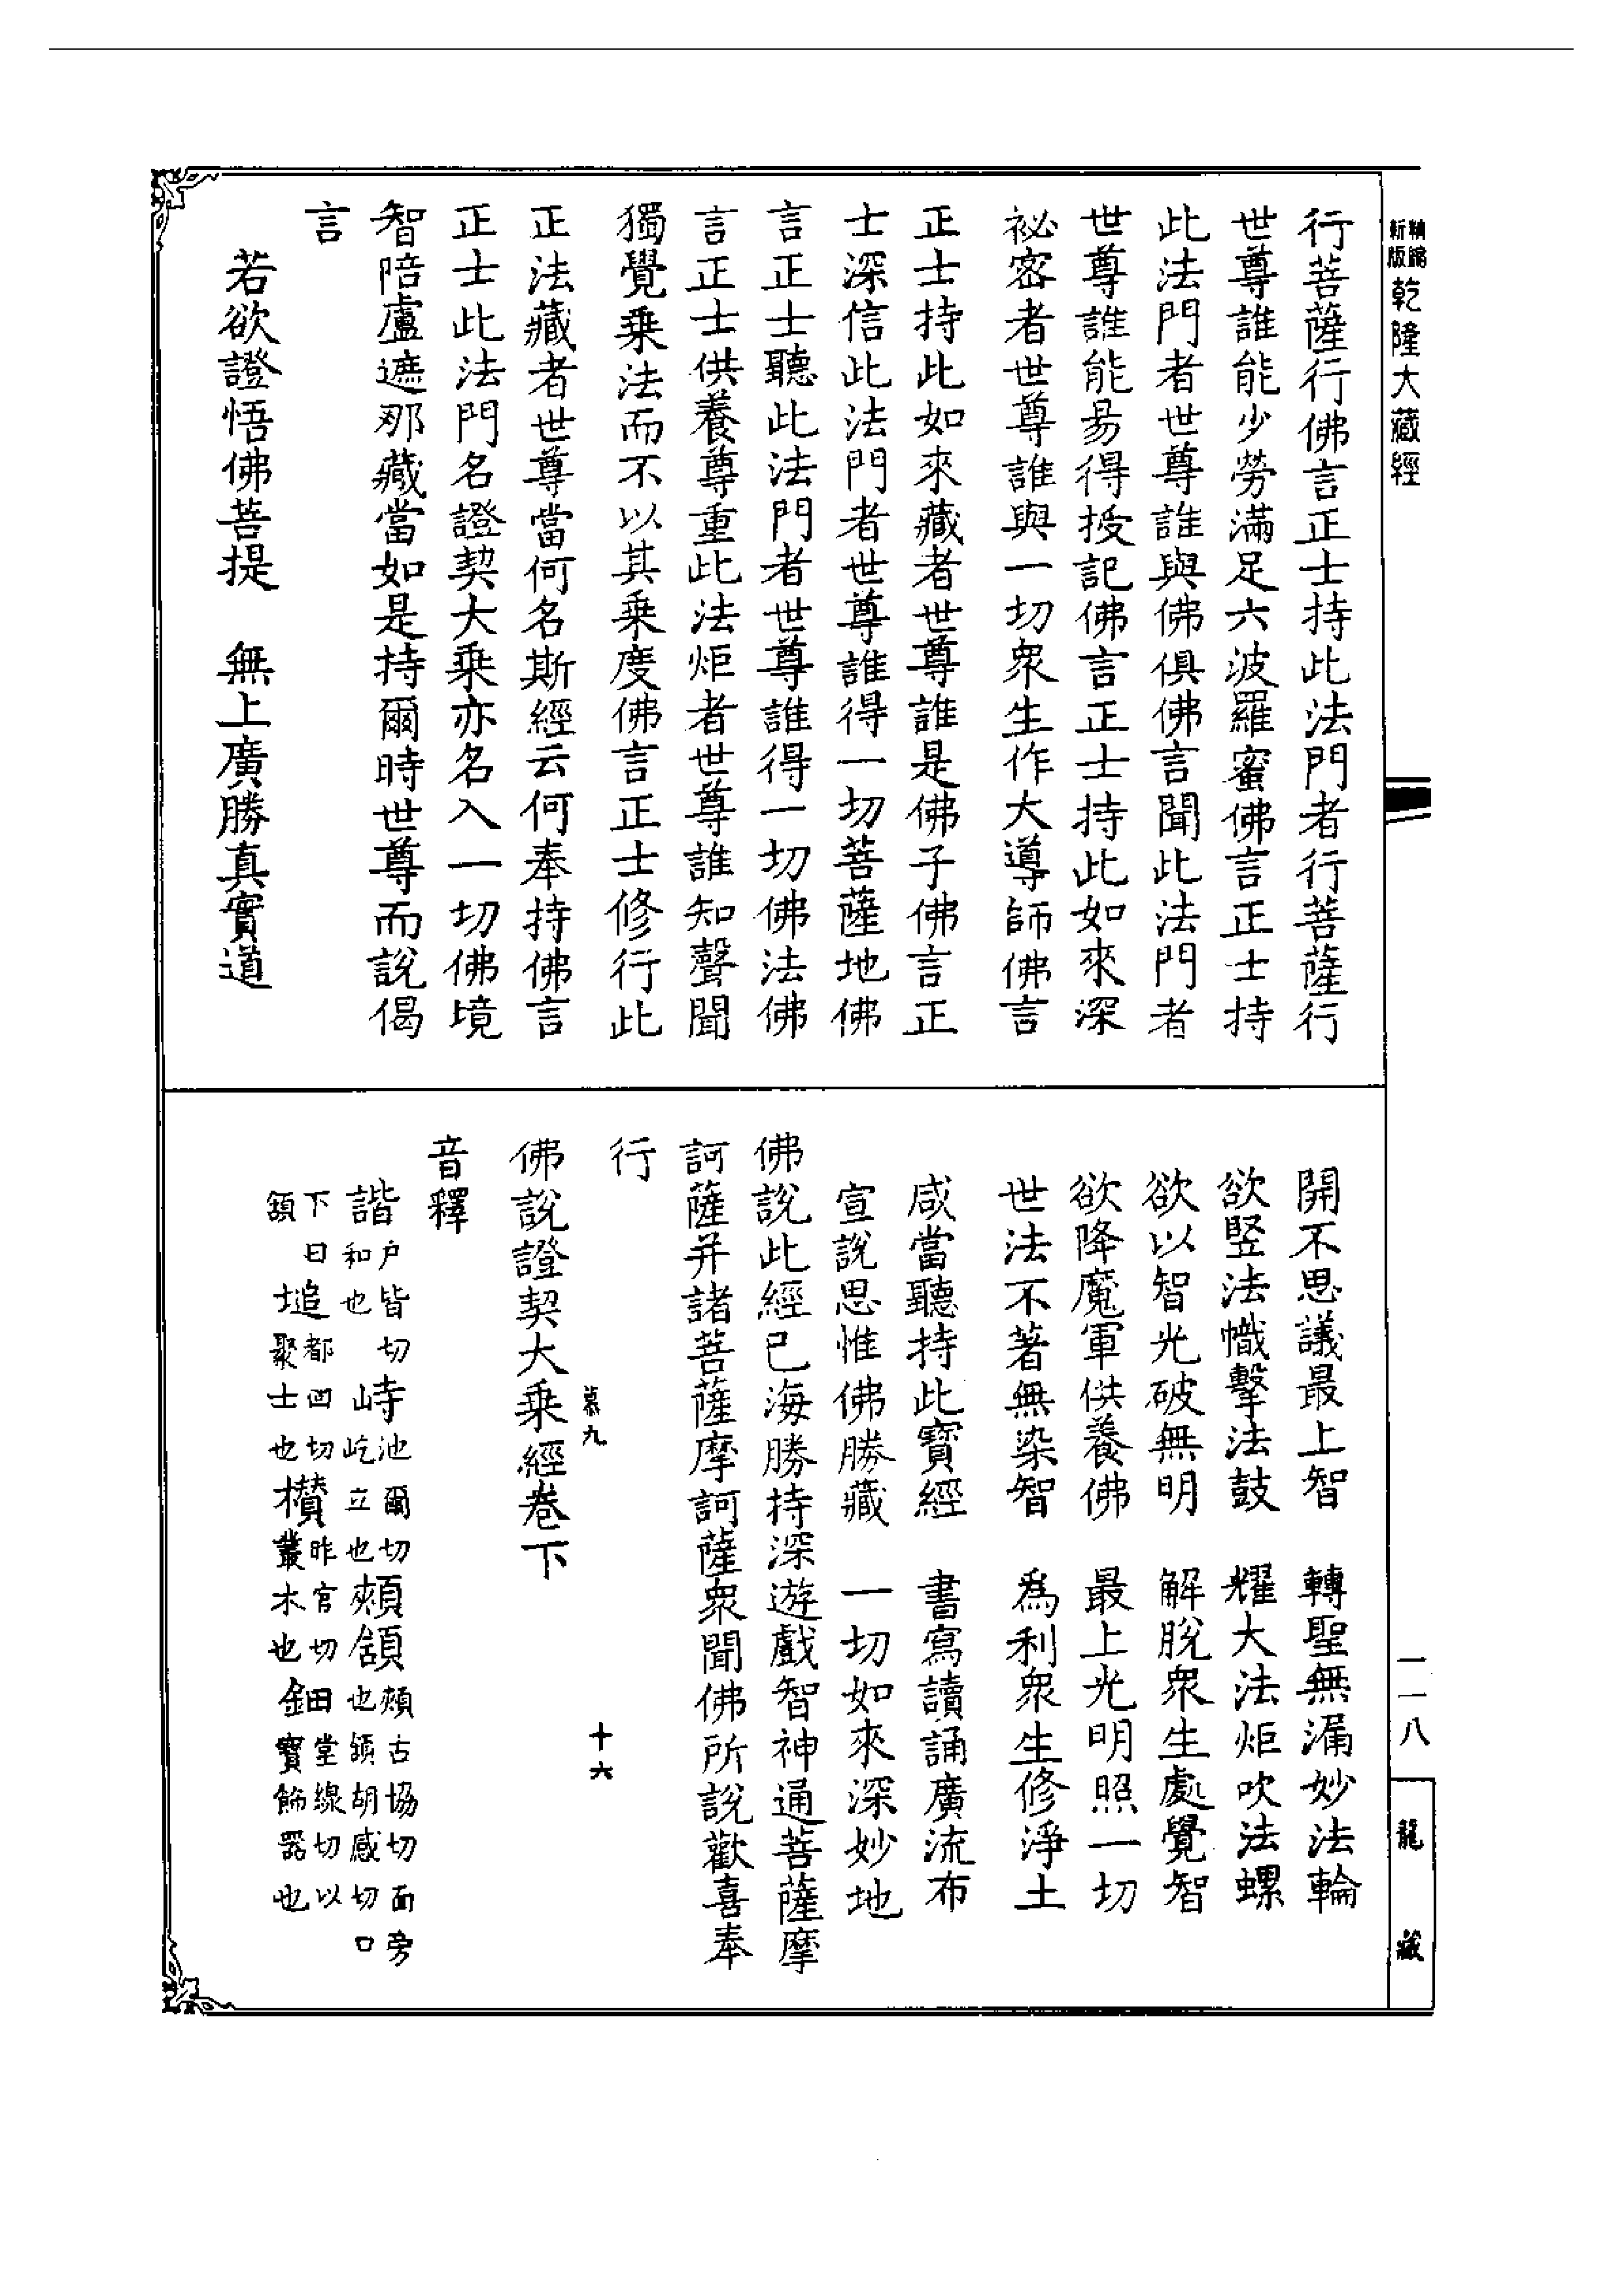 新版精縮乾隆大藏經
行菩薩行佛言正士持此法門者行菩薩行
世尊誰能少勞滿足六波羅蜜佛言正士持
此法門者世尊誰與佛俱佛言聞此法門者
世尊誰能易得授記佛言正士持此如來深
祕密者世尊誰與一切衆生作大導師佛言
正士持此如來藏者世尊誰是佛子佛言正
士深信此法門者世尊誰得一切菩薩地佛
言正士聽此法門者世尊誰得一切佛法佛
言正士供養尊重此法炬者世尊誰知聲聞
獨覺乘法而不以其乘度佛言正士修行此
正法藏者世尊當何名斯經云何奉持佛言
正士此法門名證契大乘亦名入一切佛境
智陪盧遮那藏當如是持爾時世尊而說偈
言
若欲證悟佛菩提　無上廣勝真實道
開不思議最上智　轉聖無漏妙法輪
欲竪法幟擊法鼓　耀大法炬吹法螺
欲以智光破無明　解脫衆生處覺智
欲降魔軍供養佛　最上光明照一切
世法不著無染智　為利衆生修淨土
咸當聽持此寶經　書寫讀誦廣流布
宣說思惟佛勝藏　一切如來深妙地
佛說此經已海勝持深遊戲智神通菩薩摩
訶薩并諸菩薩摩訶薩衆聞佛所說歡喜奉
行
慕九　十六
佛說證契大乘經卷下
音釋
諧户皆切和也峙池爾切屹立也頰頷頰古協切面旁也頷胡感切口
下曰頷塠都回切聚土也欑昨官切叢木也鈿堂線切以寶飾器也
一一八
龍藏